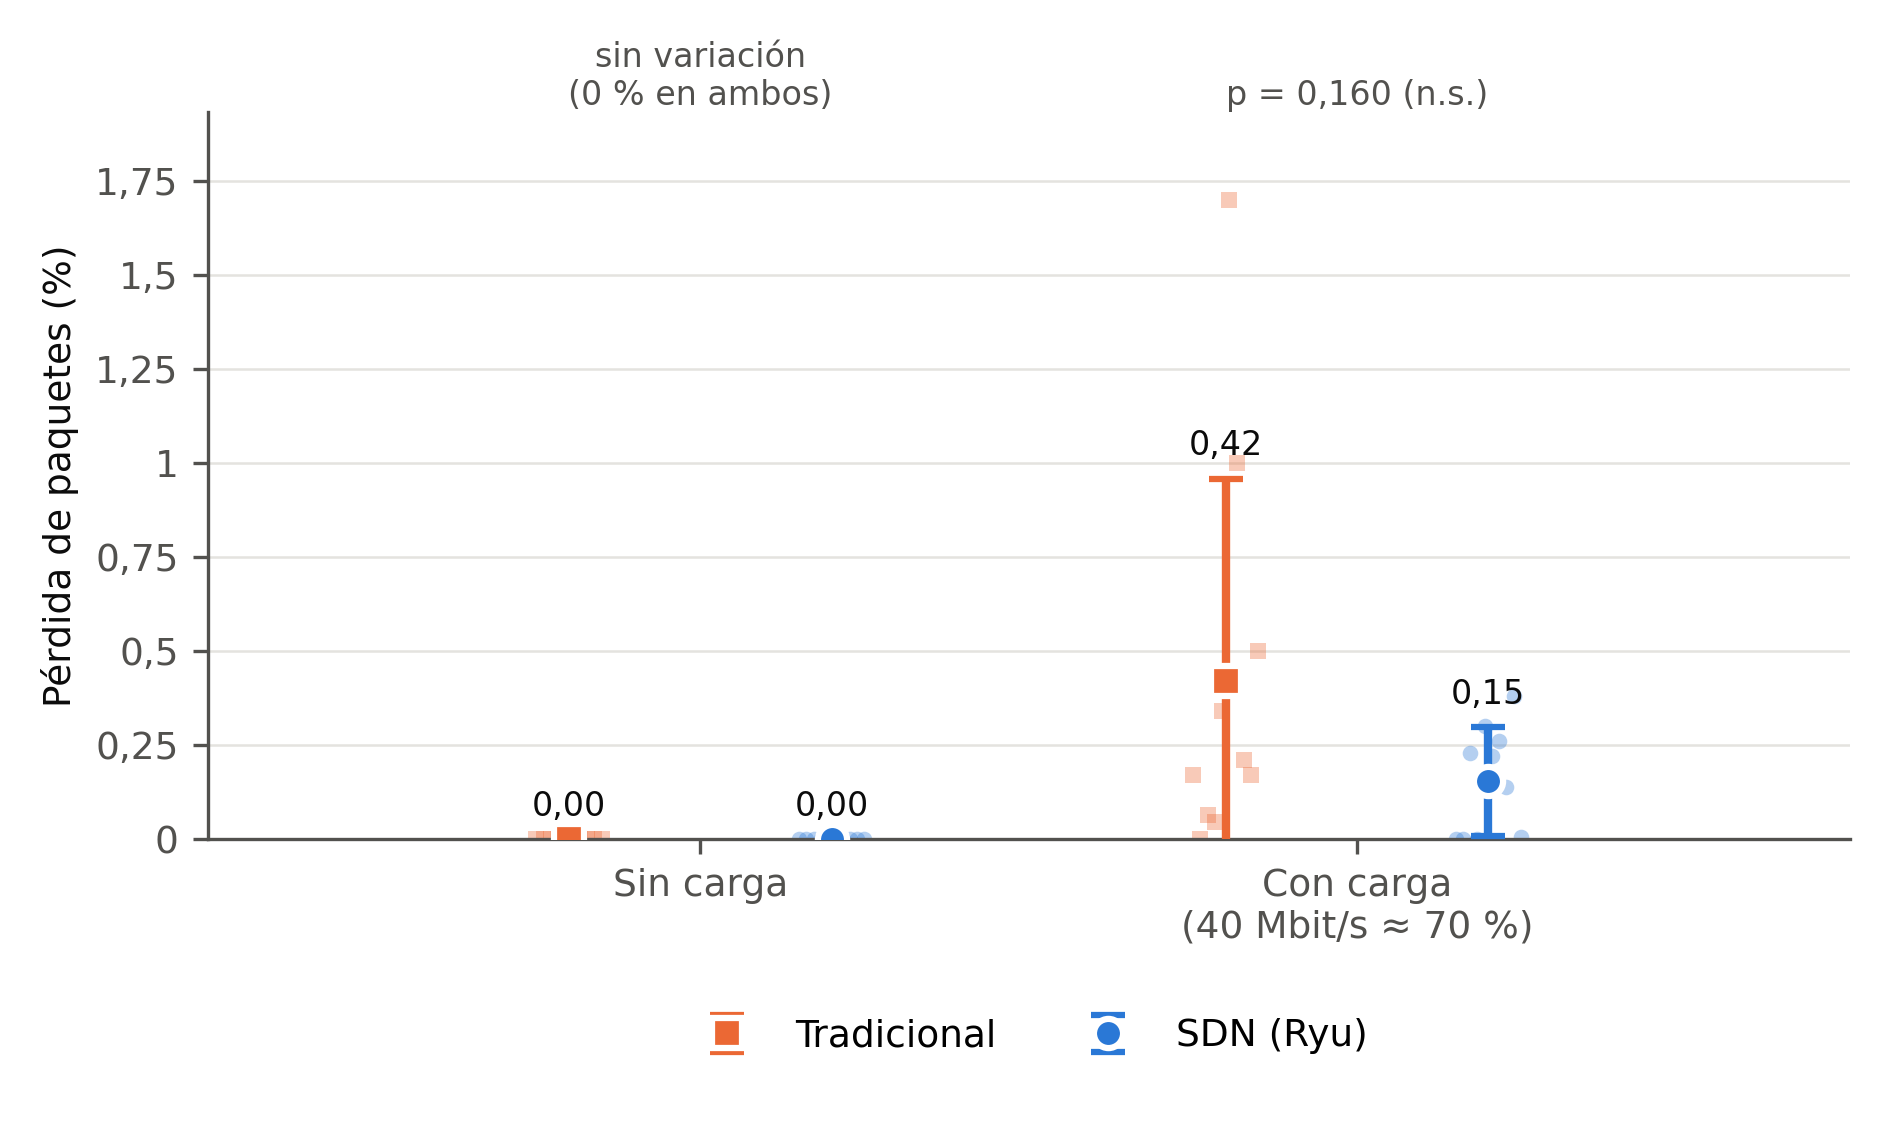 sin variación
(0 % en ambos)
p = 0,160 (n.s.)
Pérdida de paquetes (%)
1,75
1,5
1,25
1
0,75
0,5
0,25
0
0,00
0,00
0,42
0,15
Sin carga
Con carga
(40 Mbit/s ≈ 70 %)
Tradicional
SDN (Ryu)